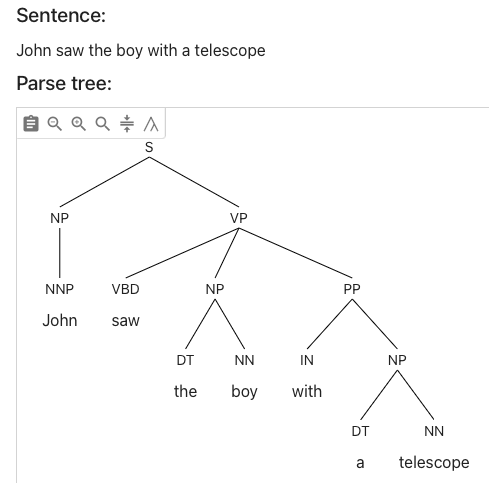 Sentence:
John saw the boy with a telescope
Parse tree:
S
NP VP
NNP VBD NP PP
John saw
DT NN IN NP
the boy with
DT NN
a telescope